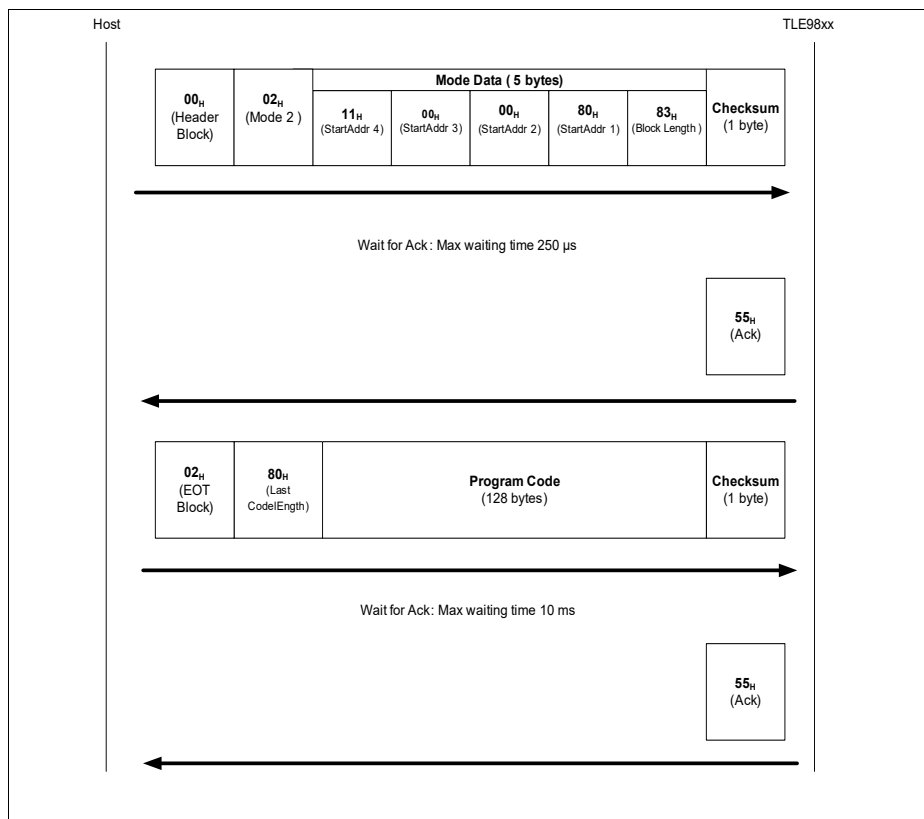 Host
TLE98xx
Mode Data ( 5 bytes)
00H
(Header
Block)
02H
(Mode 2 )
11H
(StartAddr 4)
00H
(StartAddr 3)
00H
(StartAddr 2)
80H
(StartAddr 1)
83H
(Block Length )
Checksum
(1 byte)
Wait for Ack : Max waiting time 250 µs
55H
(Ack)
02H
(EOT
Block)
80H
(Last
CodelEngth)
Program Code
(128 bytes)
Checksum
(1 byte)
Wait for Ack : Max waiting time 10 ms
55H
(Ack)